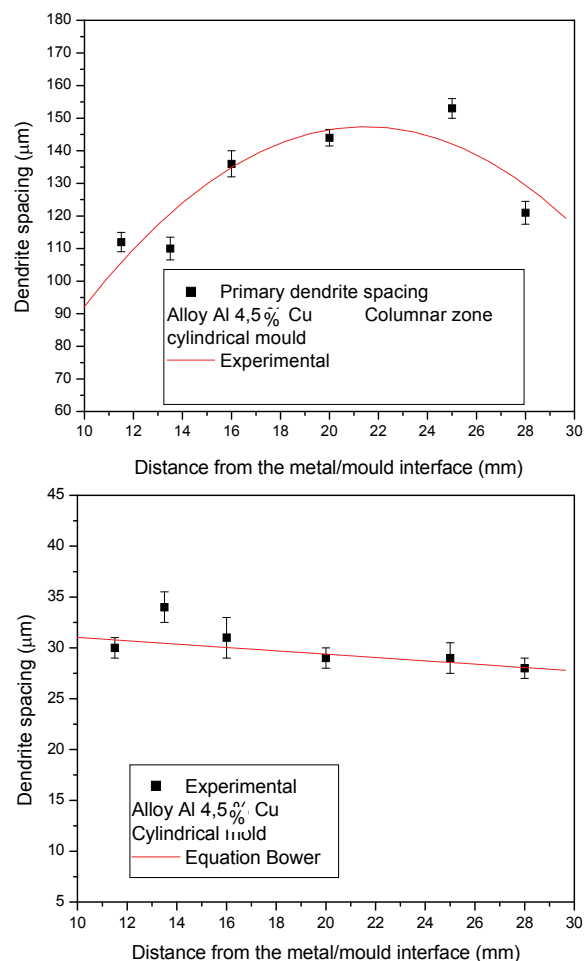 180
170
160
150
140
130
120
110
100
90
80
70
60
Dendrite spacing (μm)
Primary dendrite spacing
Alloy Al 4,5% Cu Columnar zone
cylindrical mould
Experimental
10 12 14 16 18 20 22 24 26 28 30
Distance from the metal/mould interface (mm)
45
40
35
30
25
20
15
10
5
Dendrite spacing (μm)
Experimental
Alloy Al 4,5% Cu
Cylindrical mold
Equation Bower
10 12 14 16 18 20 22 24 26 28 30
Distance from the metal/mould interface (mm)